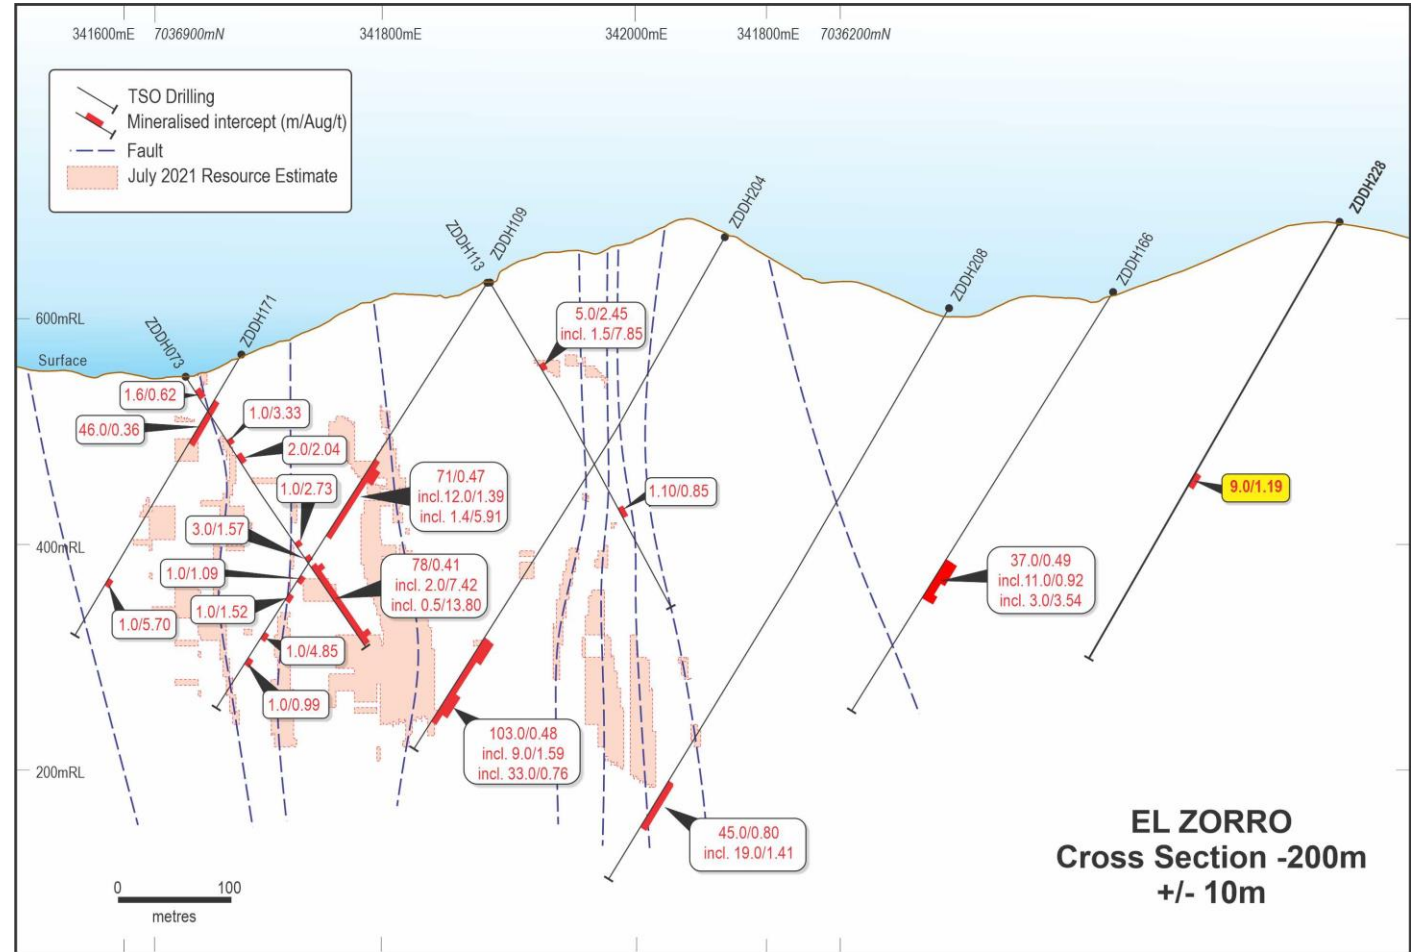 341600mE 7036900mN 341800mE 342000mE 341800mE 7036200mN
TSO Drilling
Mineralised intercept (m/Aug/t)
Fault
July 2021 Resource Estimate
ZDDH073
ZDDH171
ZDDH113
ZDDH109
ZDDH204
ZDDH208
ZDDH166
ZDDH228
600mRL
Surface
400mRL
200mRL
5.0/2.45
incl. 1.5/7.85
1.6/0.62
46.0/0.36
1.0/3.33
2.0/2.04
1.0/2.73
71/0.47
incl.12.0/1.39
incl. 1.4/5.91
1.10/0.85
9.0/1.19
3.0/1.57
1.0/1.09
78/0.41
incl. 2.0/7.42
incl. 0.5/13.80
37.0/0.49
incl.11.0/0.92
incl. 3.0/3.54
1.0/5.70
1.0/1.52
1.0/4.85
1.0/0.99
103.0/0.48
incl. 9.0/1.59
incl. 33.0/0.76
45.0/0.80
incl. 19.0/1.41
EL ZORRO
Cross Section -200m
+/- 10m
0 100
metres